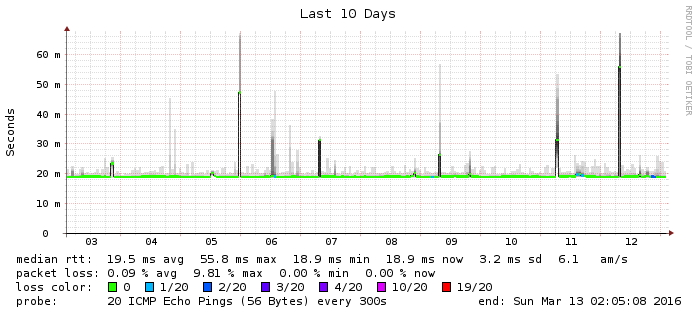 Last 10 Days
RRDTOOL / TOBI OETIKER
Seconds
60 m
50 m
40 m
30 m
20 m
10 m
0
03 04 05 06 07 08 09 10 11 12
median rtt: 19.5 ms avg 55.8 ms max 18.9 ms min 18.9 ms now 3.2 ms sd 6.1 am/s
packet loss: 0.09 % avg 9.81 % max 0.00 % min 0.00 % now
loss color: 0 1/20 2/20 3/20 4/20 10/20 19/20
probe: 20 ICMP Echo Pings (56 Bytes) every 300s end: Sun Mar 13 02:05:08 2016